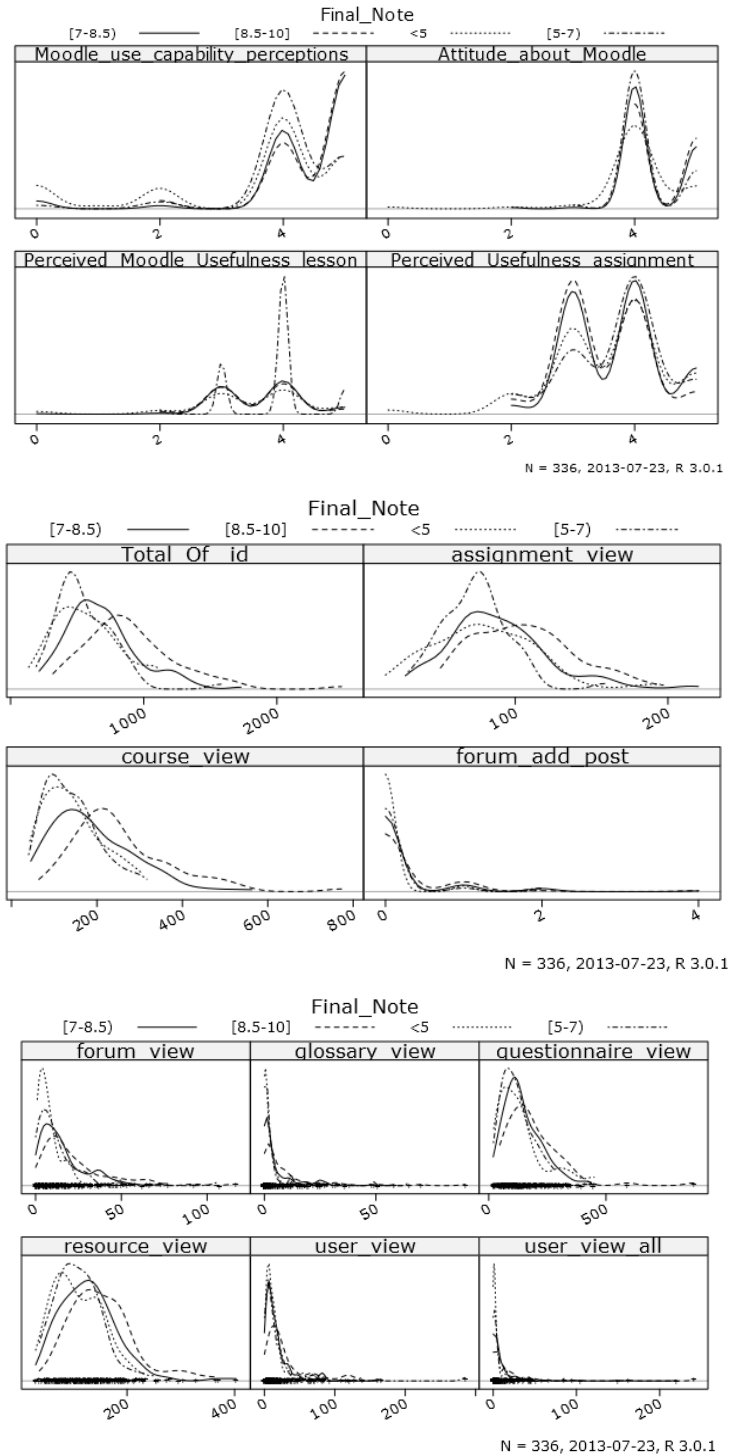 Final_Note
[7-8.5) [8.5-10] <5 [5-7)
Moodle_use_capability_perceptions Attitude_about_Moodle
0 2 4 0 2 4
Perceived_Moodle_Usefulness_lesson Perceived_Usefulness_assignment
0 2 4 0 2 4
N = 336, 2013-07-23, R 3.0.1
Final_Note
[7-8.5) [8.5-10] <5 [5-7)
Total_Of_id assignment_view
1000 2000 100 200
course_view forum_add_post
200 400 600 800 0 2 4
N = 336, 2013-07-23, R 3.0.1
Final_Note
[7-8.5) [8.5-10] <5 [5-7)
forum_view glossary_view questionnaire_view
0 50 100 0 50 0 500
resource_view user_view user_view_all
200 400 0 100 200 0 100 200
N = 336, 2013-07-23, R 3.0.1